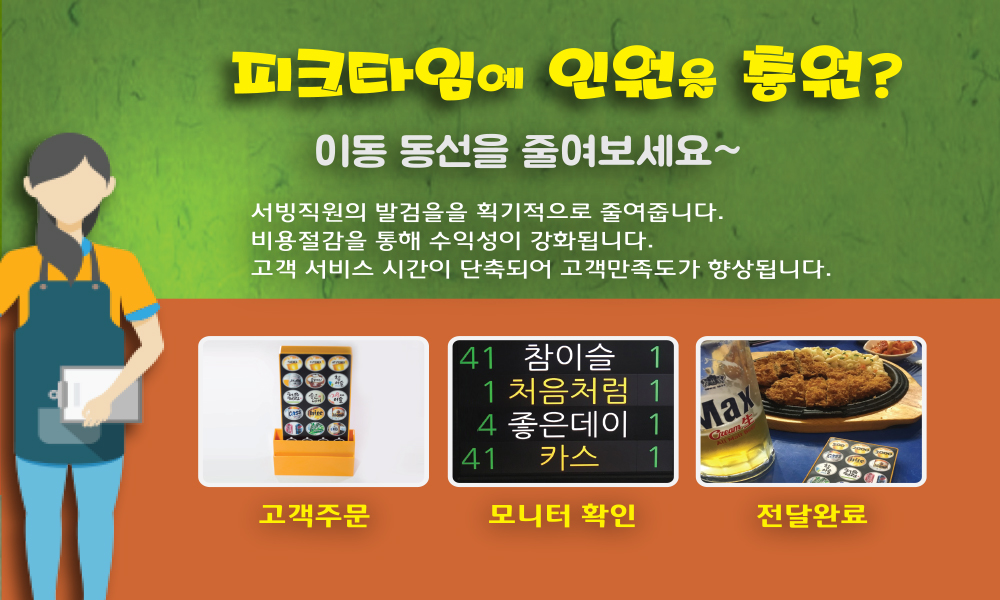 피크타임에 인원을 통원?
이동 동선을 줄여보세요~
서빙직원의 발검을을 획기적으로 줄여줍니다.
비용절감을 통해 수익성이 강화됩니다.
고객 서비스 시간이 단축되어 고객만족도가 향상됩니다.
41 참이슬 1
1 처음처럼 1
4 좋은데이 1
41 카스 1
Max
Cream 生
고객주문
모니터 확인
전달완료